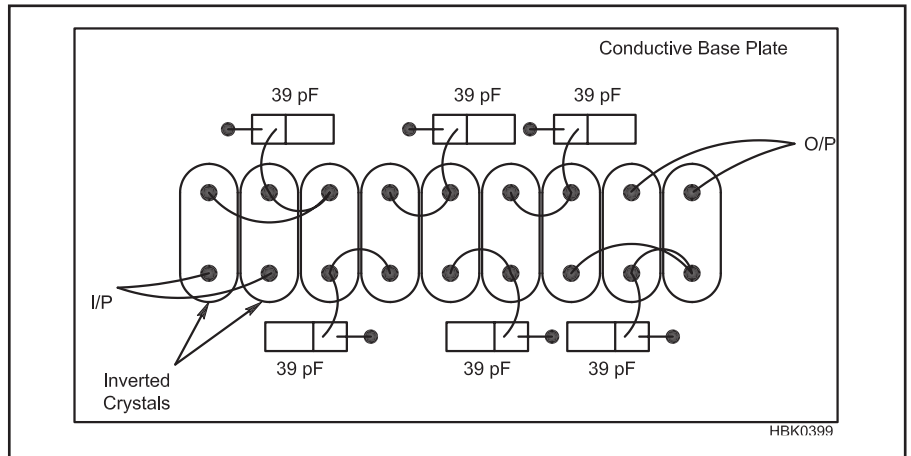 Conductive Base Plate
39 pF
39 pF
39 pF
O/P
I/P
39 pF
39 pF
39 pF
Inverted
Crystals
HBK0399